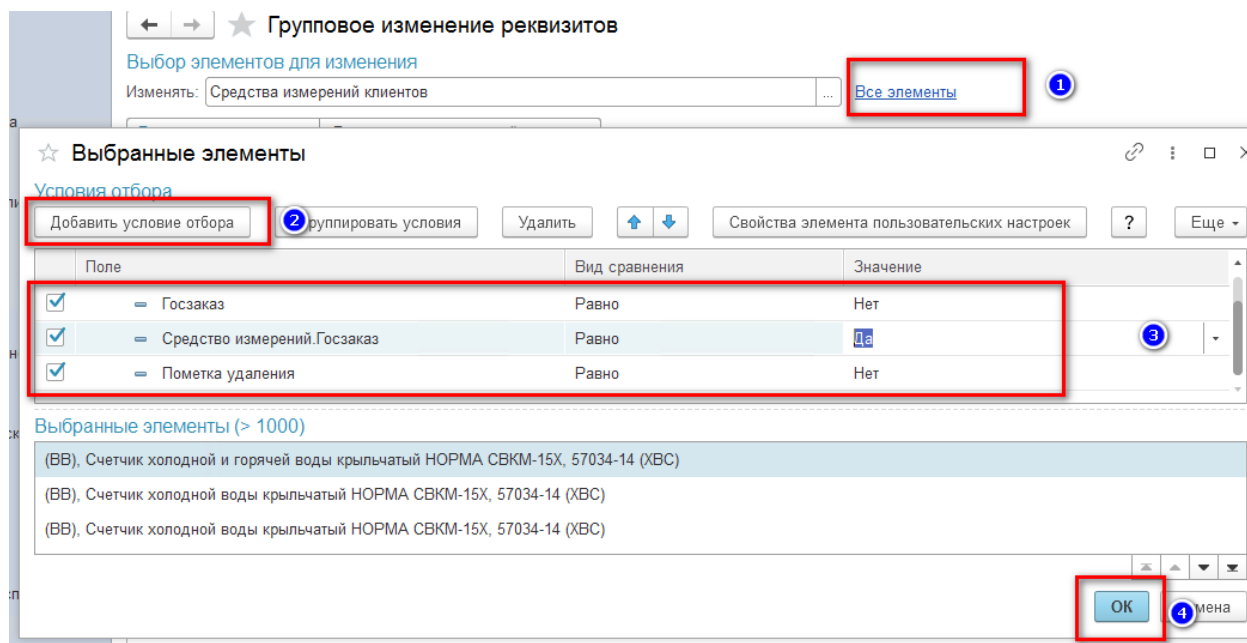 Групповое изменение реквизитов
Выбор элементов для изменения
Изменять: Средства измерений клиентов ... Все элементы 1
Выбранные элементы
Условия отбора
Добавить условие отбора 2 руппировать условия Удалить Свойства элемента пользовательских настроек ? Еще
Поле Вид сравнения Значение
Госзаказ Равно Нет
Средство измерений.Госзаказ Равно Да 3
Пометка удаления Равно Нет
Выбранные элементы (> 1000)
(ВВ), Счетчик холодной и горячей воды крыльчатый НОРМА СВКМ-15Х, 57034-14 (ХВС)
(ВВ), Счетчик холодной воды крыльчатый НОРМА СВКМ-15Х, 57034-14 (ХВС)
(ВВ), Счетчик холодной воды крыльчатый НОРМА СВКМ-15Х, 57034-14 (ХВС)
ОК 4 мена